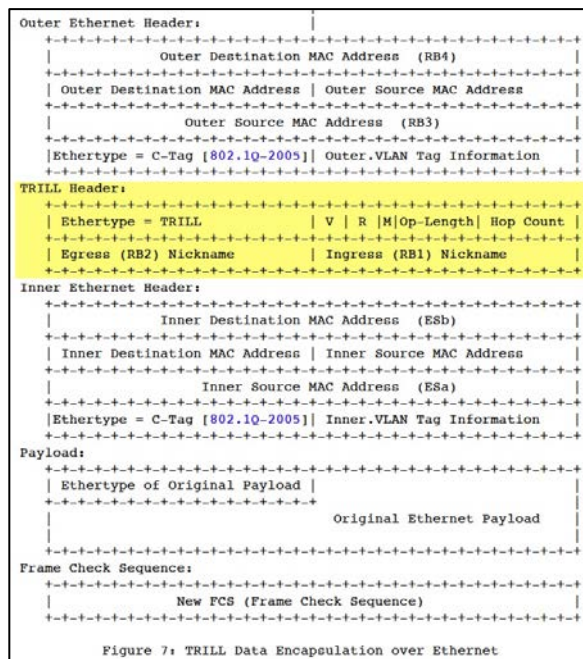 Outer Ethernet Header: |
+-+-+-+-+-+-+-+-+-+-+-+-+-+-+-+-+-+-+-+-+-+-+-+-+-+-+-+-+-+-+-+-+
| Outer Destination MAC Address (RB4) |
+-+-+-+-+-+-+-+-+-+-+-+-+-+-+-+-+-+-+-+-+-+-+-+-+-+-+-+-+-+-+-+-+
| Outer Destination MAC Address | Outer Source MAC Address |
+-+-+-+-+-+-+-+-+-+-+-+-+-+-+-+-+-+-+-+-+-+-+-+-+-+-+-+-+-+-+-+-+
| Outer Source MAC Address (RB3) |
+-+-+-+-+-+-+-+-+-+-+-+-+-+-+-+-+-+-+-+-+-+-+-+-+-+-+-+-+-+-+-+-+
|Ethertype = C-Tag [802.1Q-2005]| Outer.VLAN Tag Information |
+-+-+-+-+-+-+-+-+-+-+-+-+-+-+-+-+-+-+-+-+-+-+-+-+-+-+-+-+-+-+-+-+
TRILL Header:
+-+-+-+-+-+-+-+-+-+-+-+-+-+-+-+-+-+-+-+-+-+-+-+-+-+-+-+-+-+-+-+-+
| Ethertype = TRILL | V | R |M|Op-Length| Hop Count |
+-+-+-+-+-+-+-+-+-+-+-+-+-+-+-+-+-+-+-+-+-+-+-+-+-+-+-+-+-+-+-+-+
| Egress (RB2) Nickname | Ingress (RB1) Nickname |
+-+-+-+-+-+-+-+-+-+-+-+-+-+-+-+-+-+-+-+-+-+-+-+-+-+-+-+-+-+-+-+-+
Inner Ethernet Header:
+-+-+-+-+-+-+-+-+-+-+-+-+-+-+-+-+-+-+-+-+-+-+-+-+-+-+-+-+-+-+-+-+
| Inner Destination MAC Address (ESb) |
+-+-+-+-+-+-+-+-+-+-+-+-+-+-+-+-+-+-+-+-+-+-+-+-+-+-+-+-+-+-+-+-+
| Inner Destination MAC Address | Inner Source MAC Address |
+-+-+-+-+-+-+-+-+-+-+-+-+-+-+-+-+-+-+-+-+-+-+-+-+-+-+-+-+-+-+-+-+
| Inner Source MAC Address (ESa) |
+-+-+-+-+-+-+-+-+-+-+-+-+-+-+-+-+-+-+-+-+-+-+-+-+-+-+-+-+-+-+-+-+
|Ethertype = C-Tag [802.1Q-2005]| Inner.VLAN Tag Information |
+-+-+-+-+-+-+-+-+-+-+-+-+-+-+-+-+-+-+-+-+-+-+-+-+-+-+-+-+-+-+-+-+
Payload:
+-+-+-+-+-+-+-+-+-+-+-+-+-+-+-+-+-+-+-+-+-+-+-+-+-+-+-+-+-+-+-+-+
| Ethertype of Original Payload | |
+-+-+-+-+-+-+-+-+-+-+-+-+-+-+-+-+ |
| Original Ethernet Payload |
| |
+-+-+-+-+-+-+-+-+-+-+-+-+-+-+-+-+-+-+-+-+-+-+-+-+-+-+-+-+-+-+-+-+
Frame Check Sequence:
+-+-+-+-+-+-+-+-+-+-+-+-+-+-+-+-+-+-+-+-+-+-+-+-+-+-+-+-+-+-+-+-+
| New FCS (Frame Check Sequence) |
+-+-+-+-+-+-+-+-+-+-+-+-+-+-+-+-+-+-+-+-+-+-+-+-+-+-+-+-+-+-+-+-+
Figure 7: TRILL Data Encapsulation over Ethernet